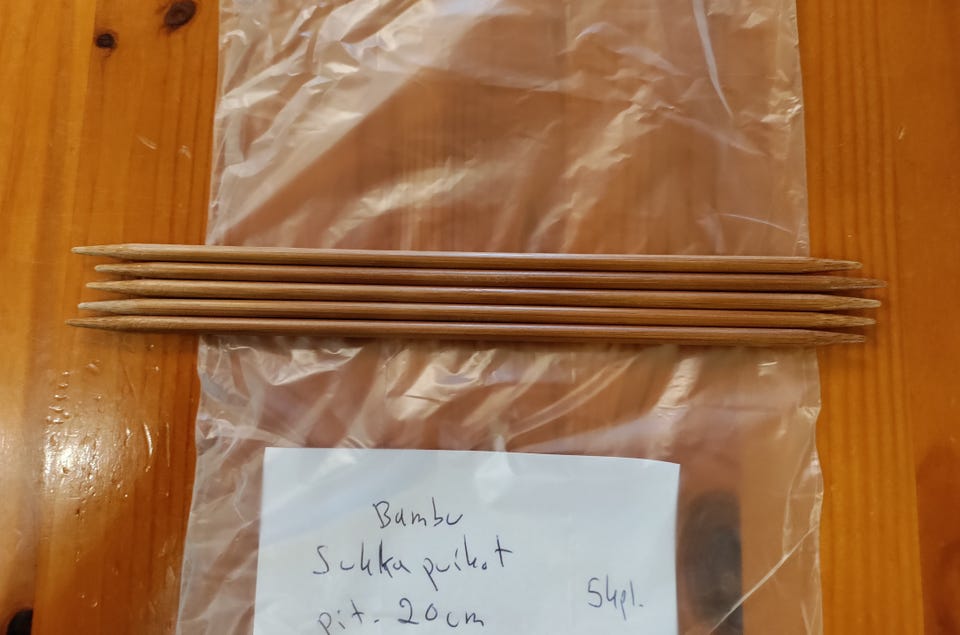 Bambu
Sukkapuikot
pit. 20cm
5kpl.